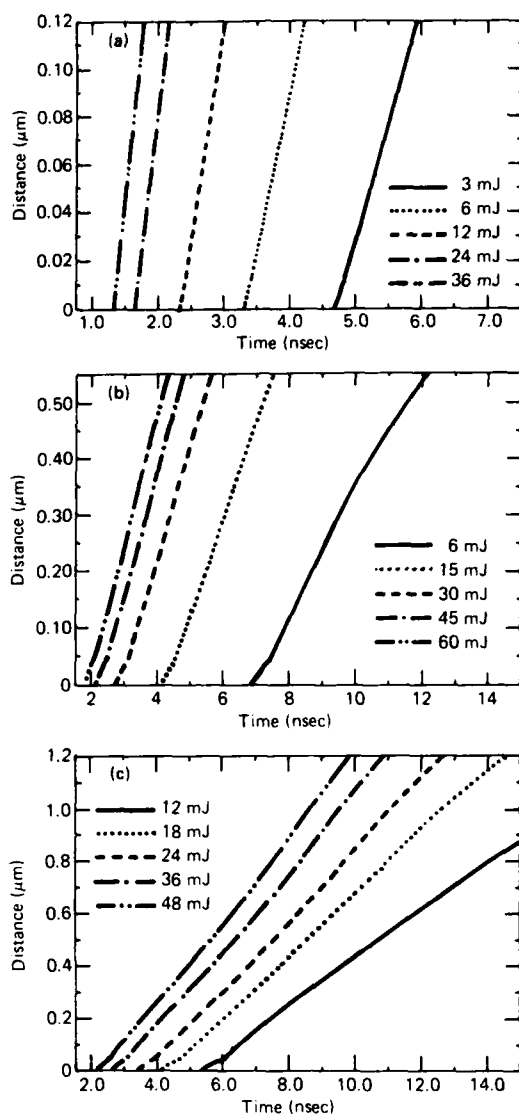 (a)
0.12
0.10
0.08
0.06
0.04
0.02
0
Distance (μm)
3 mJ
6 mJ
12 mJ
24 mJ
36 mJ
1.0 2.0 3.0 4.0 5.0 6.0 7.0
Time (nsec)
(b)
0.50
0.40
0.30
0.20
0.10
0.05
0
Distance (μm)
6 mJ
15 mJ
30 mJ
45 mJ
60 mJ
2 4 6 8 10 12 14
Time (nsec)
(c)
1.2
1.0
0.8
0.6
0.4
0.2
0
Distance (μm)
12 mJ
18 mJ
24 mJ
36 mJ
48 mJ
2.0 4.0 6.0 8.0 10.0 12.0 14.0
Time (nsec)